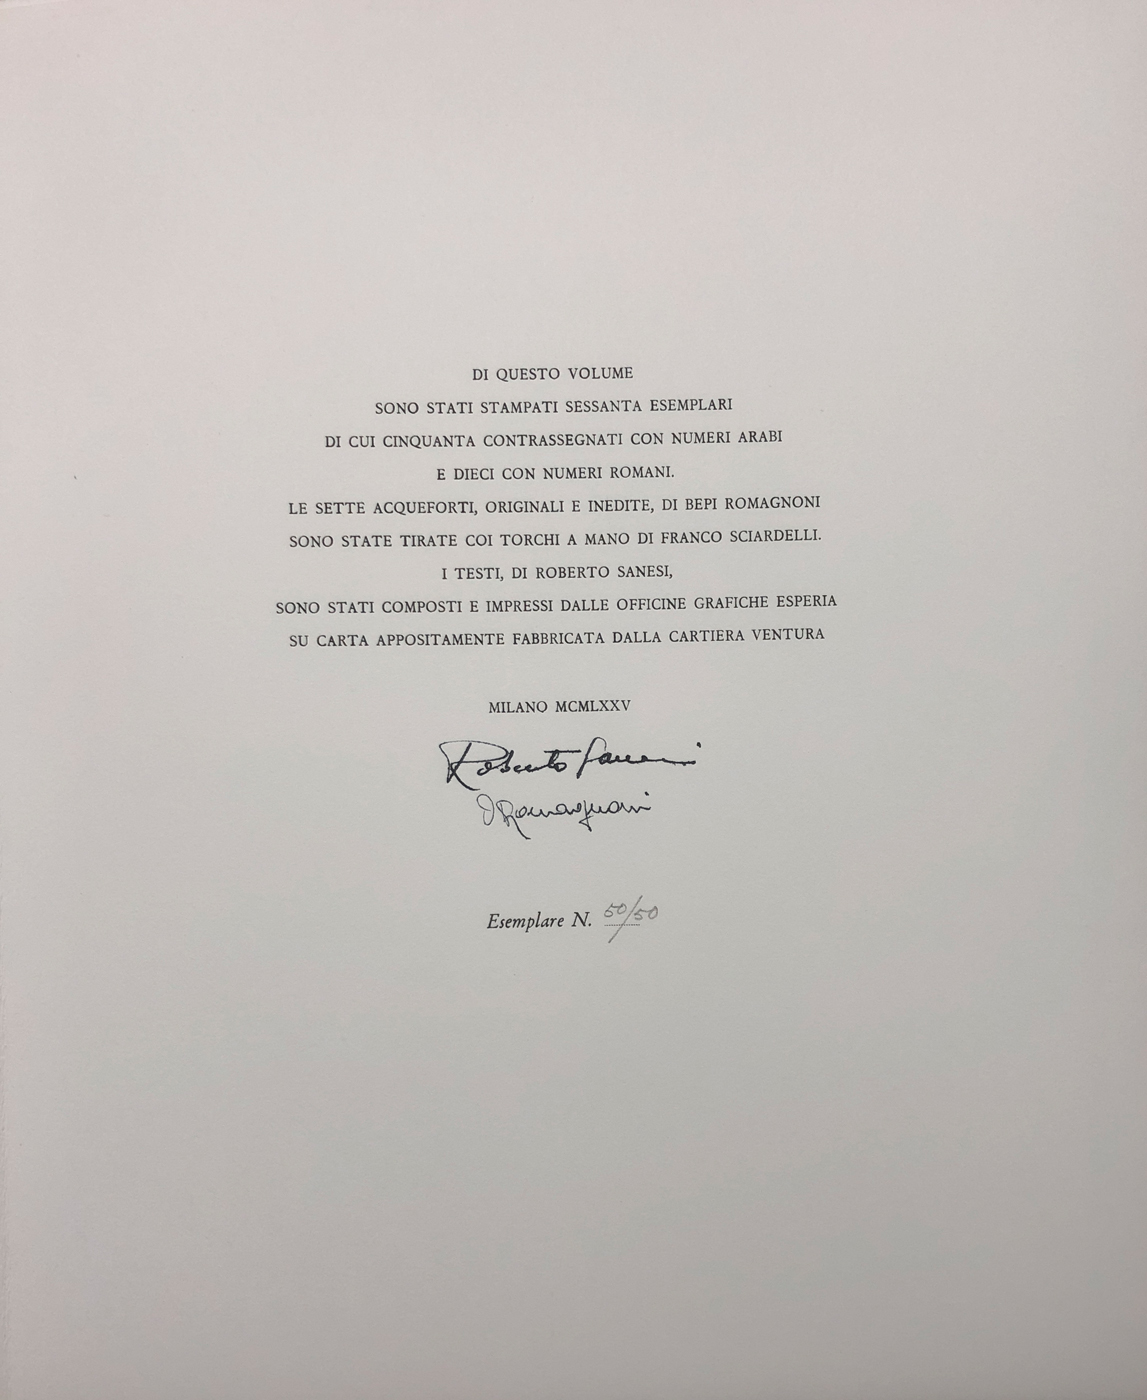 DI QUESTO VOLUME
SONO STATI STAMPATI SESSANTA ESEMPLARI
DI CUI CINQUANTA CONTRASSEGNATI CON NUMERI ARABI
E DIECI CON NUMERI ROMANI.
LE SETTE ACQUEFORTI, ORIGINALI E INEDITE, DI BEPI ROMAGNONI
SONO STATE TIRATE COI TORCHI A MANO DI FRANCO SCIARDELLI.
I TESTI, DI ROBERTO SANESI,
SONO STATI COMPOSTI E IMPRESSI DALLE OFFICINE GRAFICHE ESPERIA
SU CARTA APPOSITAMENTE FABBRICATA DALLA CARTIERA VENTURA
MILANO MCMLXXV
Roberto Sanesi
Romagnoni
Esemplare N. 50/50